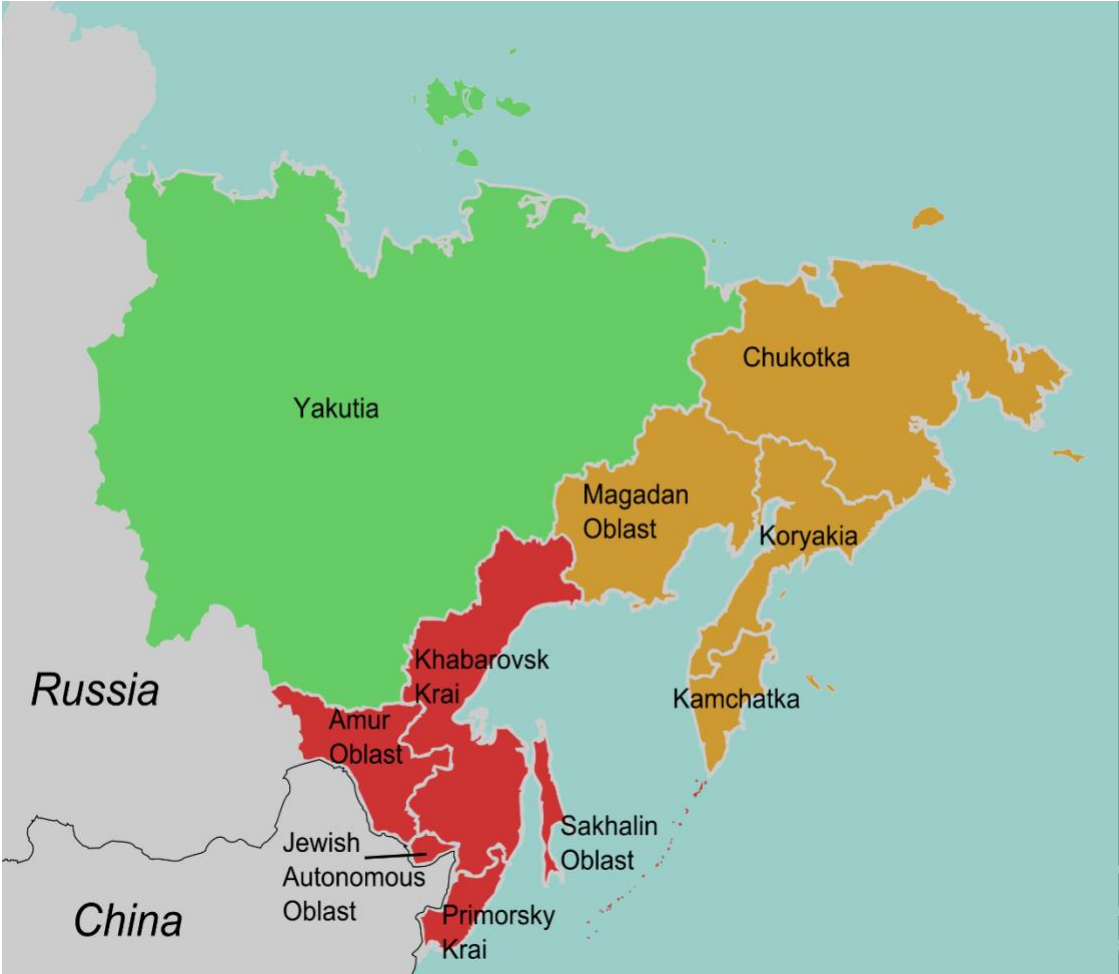 Chukotka
Yakutia
Magadan
Oblast
Koryakia
Khabarovsk
Krai
Russia
Kamchatka
Amur
Oblast
Sakhalin
Oblast
Jewish
Autonomous
Oblast
China
Primorsky
Krai